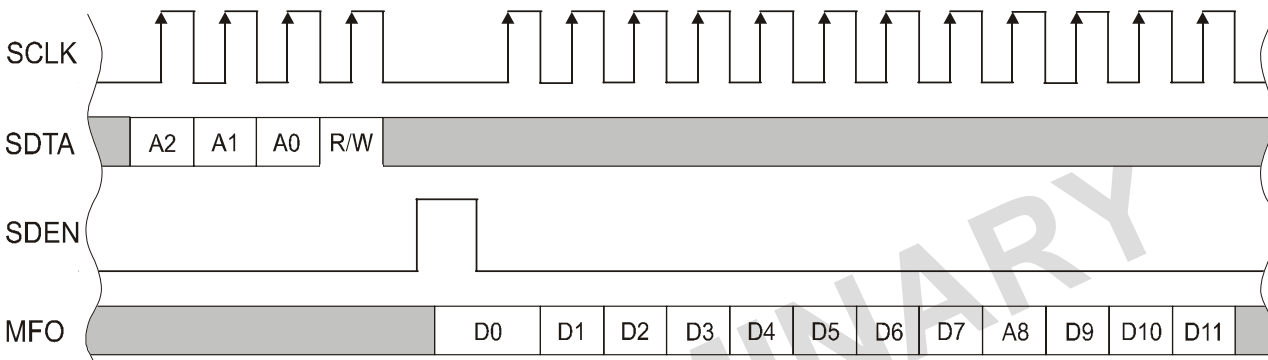 SCLK
SDTA A2 A1 A0 R/W
SDEN
MFO D0 D1 D2 D3 D4 D5 D6 D7 A8 D9 D10 D11
INARY